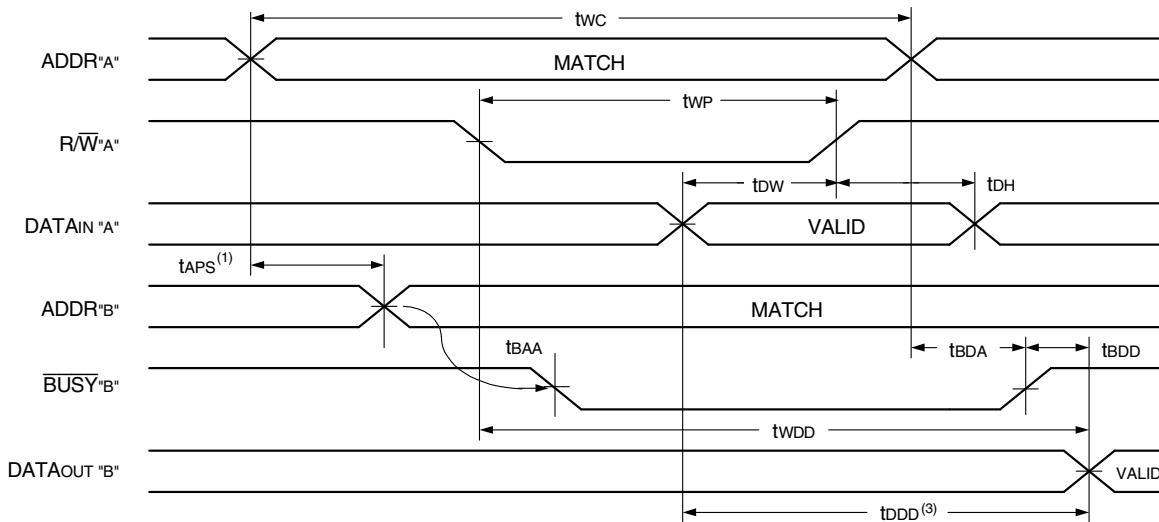 tWC
ADDR"A"
MATCH
tWP
R/W̅"A"
tDW
tDH
DATAIN "A"
VALID
tAPS(1)
ADDR"B"
MATCH
tBAA
tBDA
tBDD
B̅U̅S̅Y̅"B"
tWDD
DATAOUT "B"
VALID
tDDD(3)